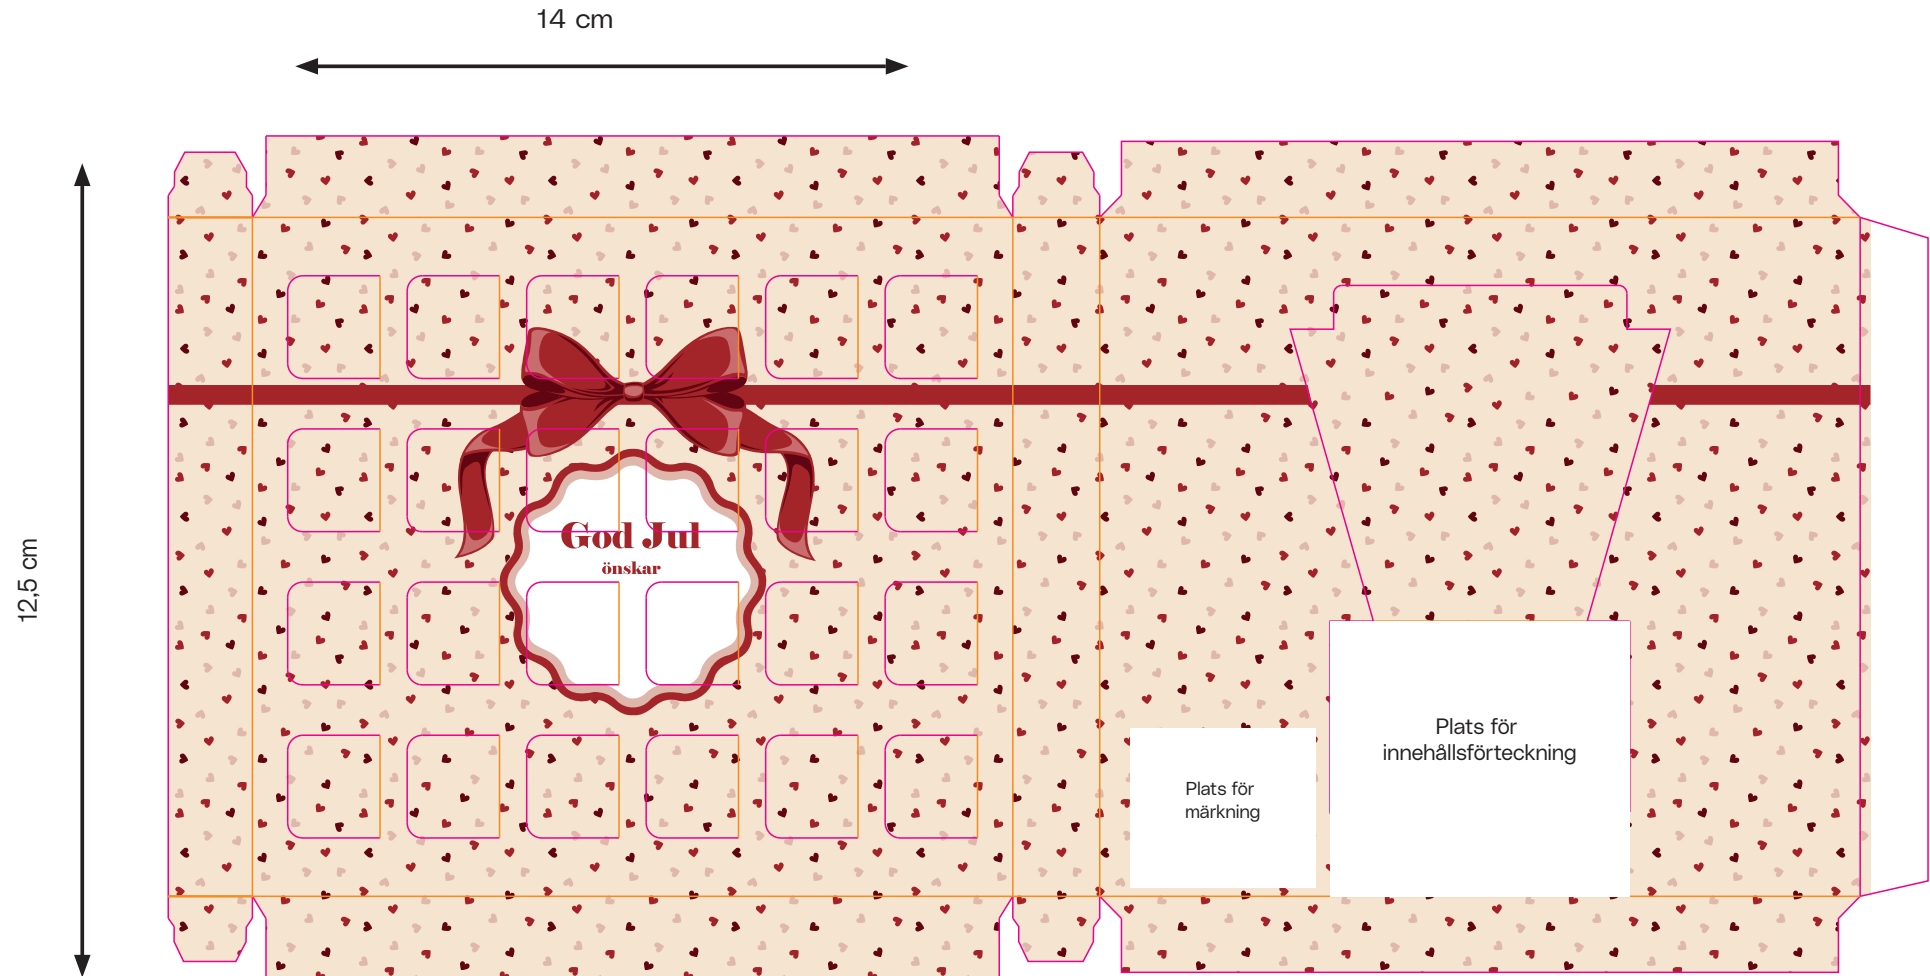 14 cm
12,5 cm
God Jul
önskar
Plats för
innehållsförteckning
Plats för
märkning